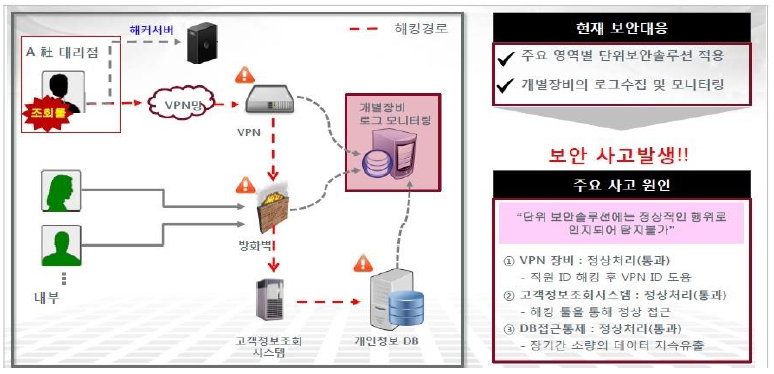 해커서버
해킹경로
A 社 대리점
조회툴
VPN망
VPN
개별장비
로그 모니터링
방화벽
내부
고객정보조회
시스템
개인정보 DB
현재 보안대응
✔ 주요 영역별 단위보안솔루션 적용
✔ 개별장비의 로그수집 및 모니터링
보안 사고발생!!
주요 사고 원인
“단위 보안솔루션에는 정상적인 행위로
인지되어 탐지불가”
① VPN 장비 : 정상처리(통과)
- 직원 ID 해킹 후 VPN ID 도용
② 고객정보조회시스템 : 정상처리(통과)
- 해킹 툴을 통해 정상 접근
③ DB접근통제 : 정상처리(통과)
- 장기간 소량의 데이터 지속유출